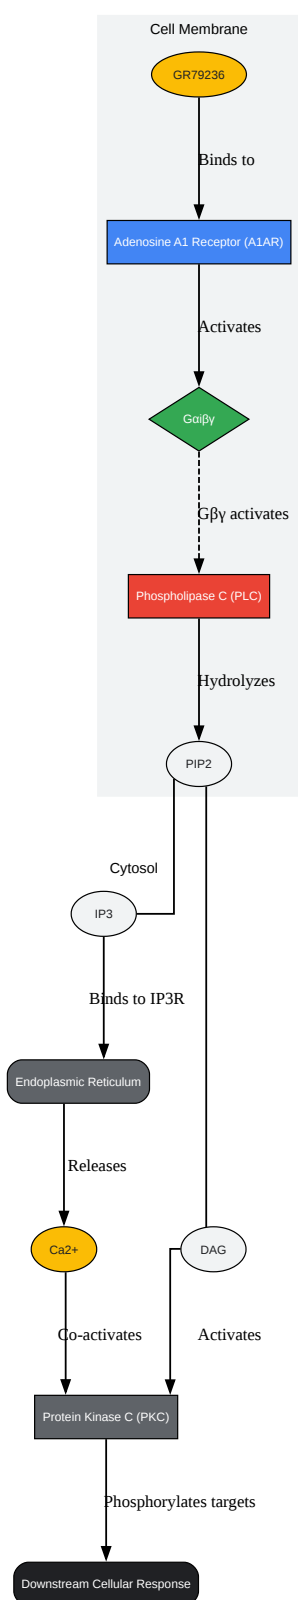 Cell Membrane
GR79236
Binds to
Adenosine A1 Receptor (A1AR)
Activates
Gαiβγ
Gβγ activates
Phospholipase C (PLC)
Hydrolyzes
PIP2
Cytosol
IP3
Binds to IP3R
Endoplasmic Reticulum
Releases
Ca2+
DAG
Co-activates
Activates
Protein Kinase C (PKC)
Phosphorylates targets
Downstream Cellular Response